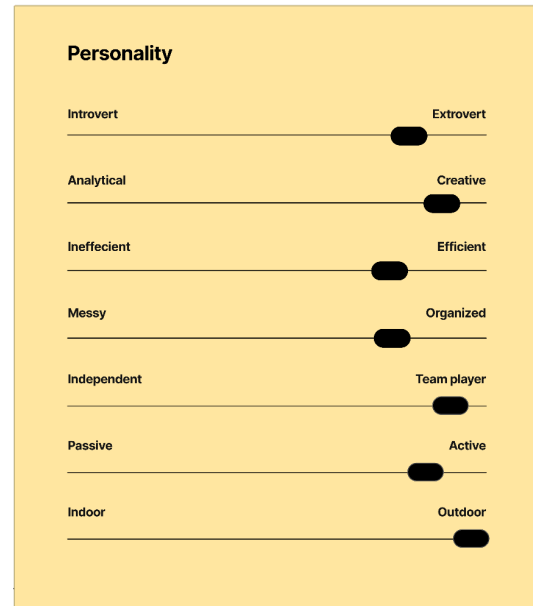 Personality
Introvert Extrovert
Analytical Creative
Ineffecient Efficient
Messy Organized
Independent Team player
Passive Active
Indoor Outdoor